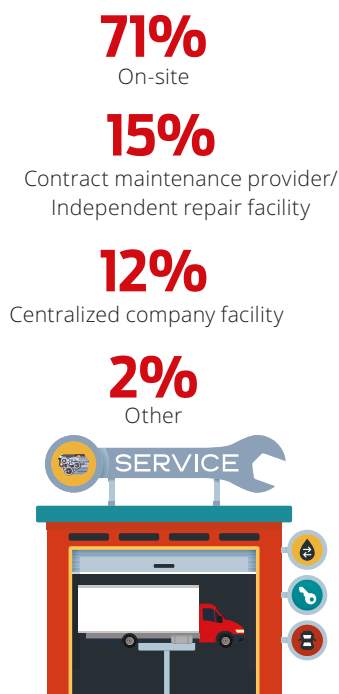 71%
On-site
15%
Contract maintenance provider/
Independent repair facility
12%
Centralized company facility
2%
Other
SERVICE